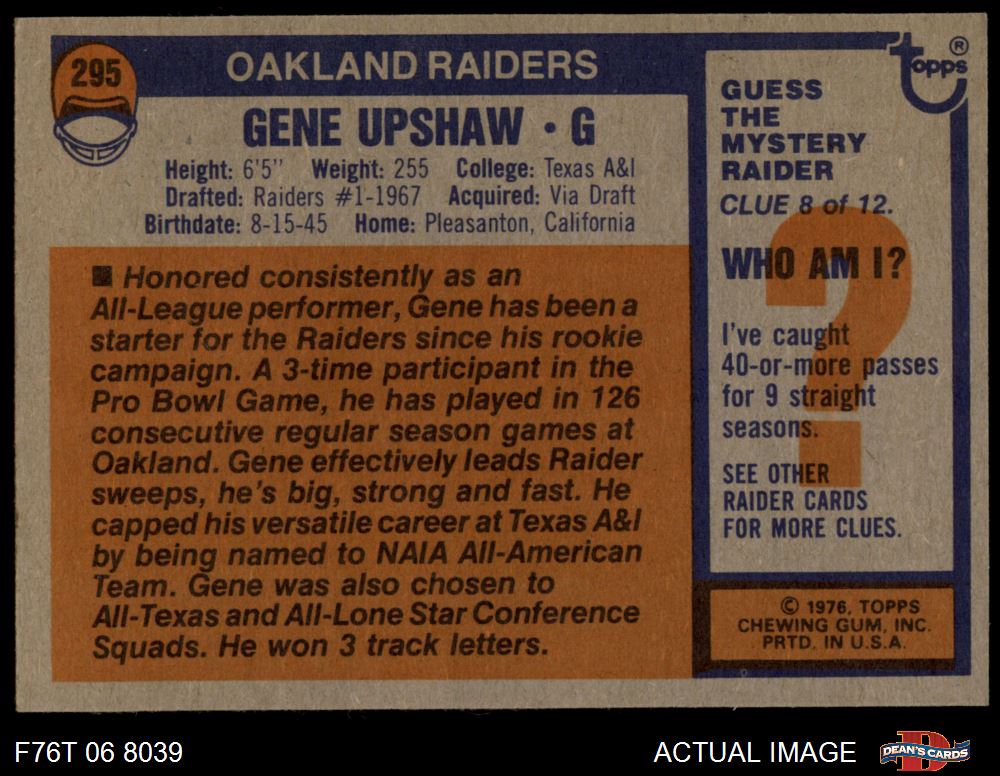 295
OAKLAND RAIDERS
GENE UPSHAW • G
Height: 6'5" Weight: 255 College: Texas A&I
Drafted: Raiders #1-1967 Acquired: Via Draft
Birthdate: 8-15-45 Home: Pleasanton, California
■ Honored consistently as an
All-League performer, Gene has been a
starter for the Raiders since his rookie
campaign. A 3-time participant in the
Pro Bowl Game, he has played in 126
consecutive regular season games at
Oakland. Gene effectively leads Raider
sweeps, he's big, strong and fast. He
capped his versatile career at Texas A&I
by being named to NAIA All-American
Team. Gene was also chosen to
All-Texas and All-Lone Star Conference
Squads. He won 3 track letters.
topps ®
GUESS
THE
MYSTERY
RAIDER
CLUE 8 of 12.
?
WHO AM I?
I've caught
40-or-more passes
for 9 straight
seasons.
SEE OTHER
RAIDER CARDS
FOR MORE CLUES.
© 1976, TOPPS
CHEWING GUM, INC.
PRTD. IN U.S.A.
F76T 06 8039
ACTUAL IMAGE
D
DEAN'S CARDS